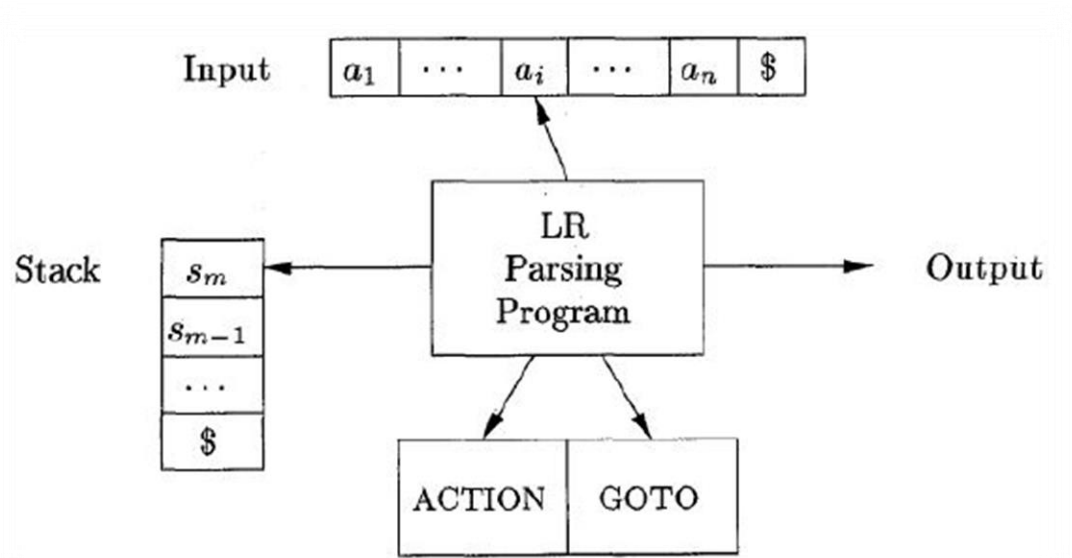 Input a₁ ··· aᵢ ··· aₙ $
LR
Parsing
Program
Stack
sₘ
sₘ₋₁
···
$
Output
ACTION GOTO